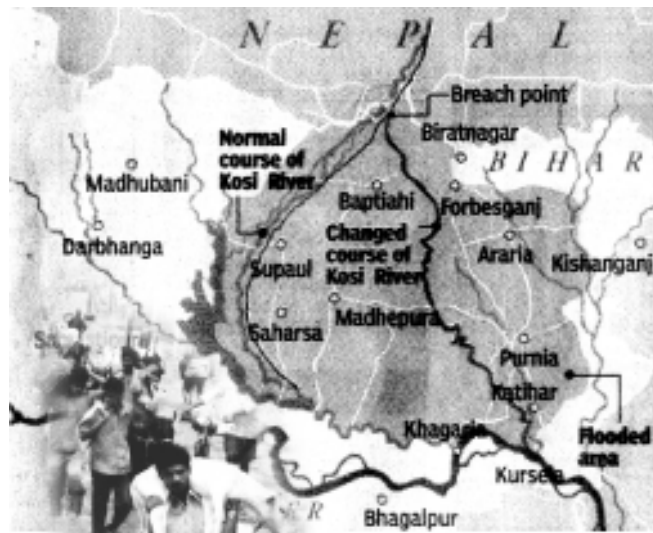 NEPAL
Breach point
Biratnagar
BIHAR
Normal
course of
Kosi River
Madhubani
Baptiahi
Forbesganj
Darbhanga
Changed
course of
Kosi River
Supaul
Araria
Kishanganj
Saharsa
Madhepura
Purnia
Katihar
Khagaria
Flooded
area
Kursela
Bhagalpur